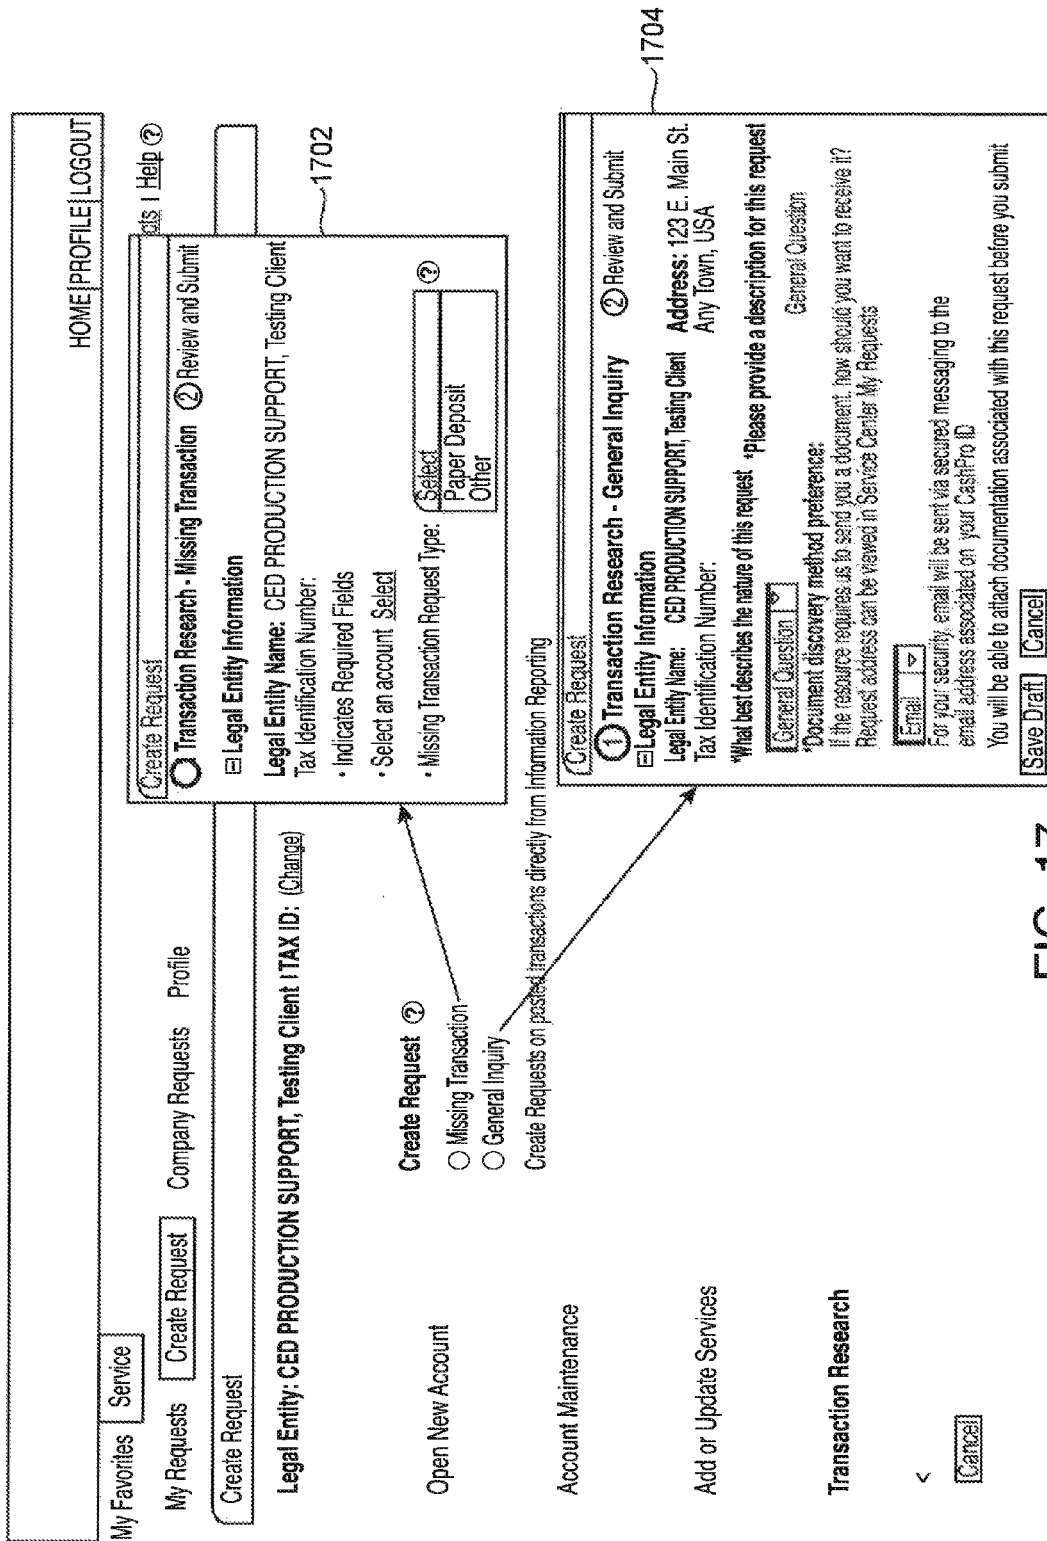 HOME | PROFILE | LOGOUT
My Favorites Service
My Requests Create Request Company Requests Profile
cts | Help ?
Create Request
Legal Entity: CED PRODUCTION SUPPORT, Testing Client | TAX ID: (Change)
Open New Account
Account Maintenance
Add or Update Services
Transaction Research
<
Cancel
Create Request ?
Missing Transaction
General Inquiry
Create Requests on posted transactions directly from Information Reporting
Create Request
Transaction Research - Missing Transaction 2 Review and Submit
Legal Entity Information
Legal Entity Name: CED PRODUCTION SUPPORT, Testing Client
Tax Identification Number:
• Indicates Required Fields
• Select an account Select
• Missing Transaction Request Type: Select ?
Paper Deposit
Other
1702
Create Request
1 Transaction Research - General Inquiry 2 Review and Submit
Legal Entity Information
Legal Entity Name: CED PRODUCTION SUPPORT, Testing Client Address: 123 E. Main St.
Tax Identification Number: Any Town, USA
*What best describes the nature of this request *Please provide a description for this request
General Question General Question
*Document discovery method preference:
If the resource requires us to send you a document, how should you want to receive it?
Request address can be viewed in Service Center My Requests
Email
For your security, email will be sent via secured messaging to the
email address associated on your CashPro ID
You will be able to attach documentation associated with this request before you submit
Save Draft Cancel
1704
FIG. 17